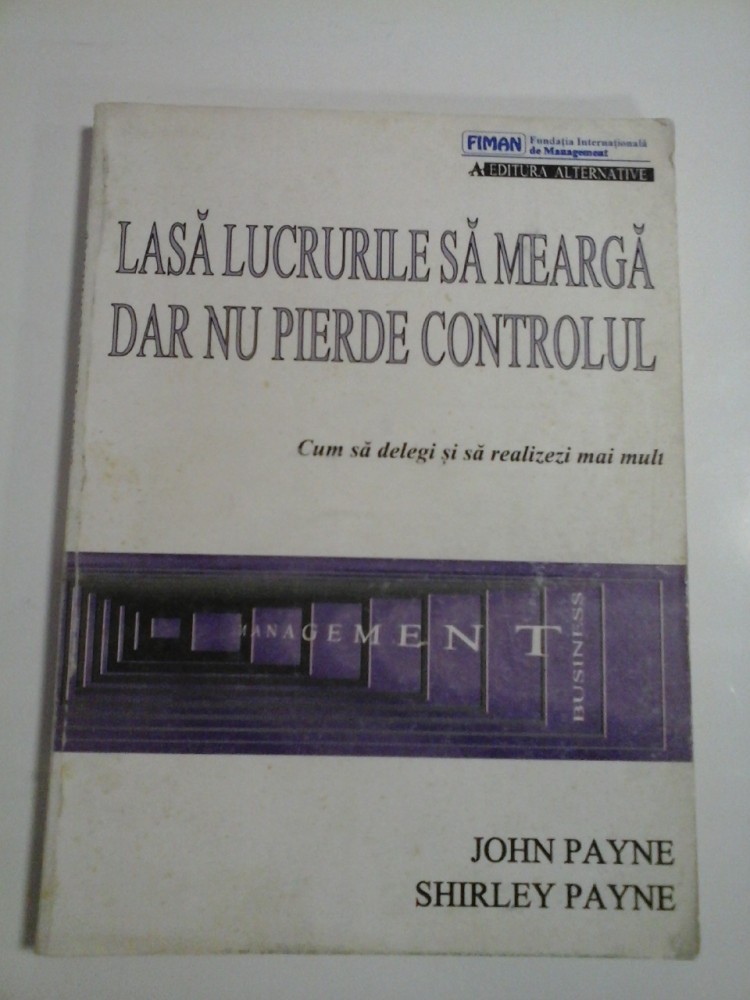 FIMAN Fundația Internațională
de Management
A EDITURA ALTERNATIVE
LASĂ LUCRURILE SĂ MEARGĂ
DAR NU PIERDE CONTROLUL
Cum să delegi și să realizezi mai mult
MANAGEMENT
BUSINESS
JOHN PAYNE
SHIRLEY PAYNE